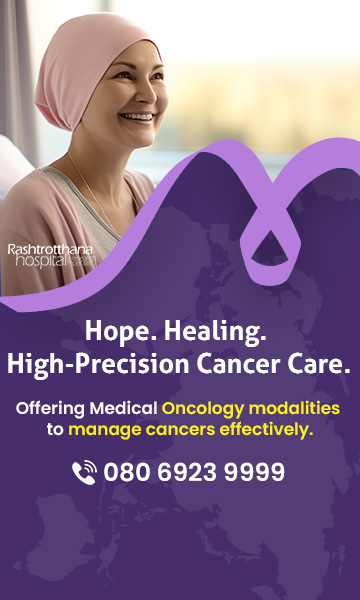 Rashtrotthana
hospital
Hope. Healing.
High-Precision Cancer Care.
Offering Medical Oncology modalities
to manage cancers effectively.
080 6923 9999